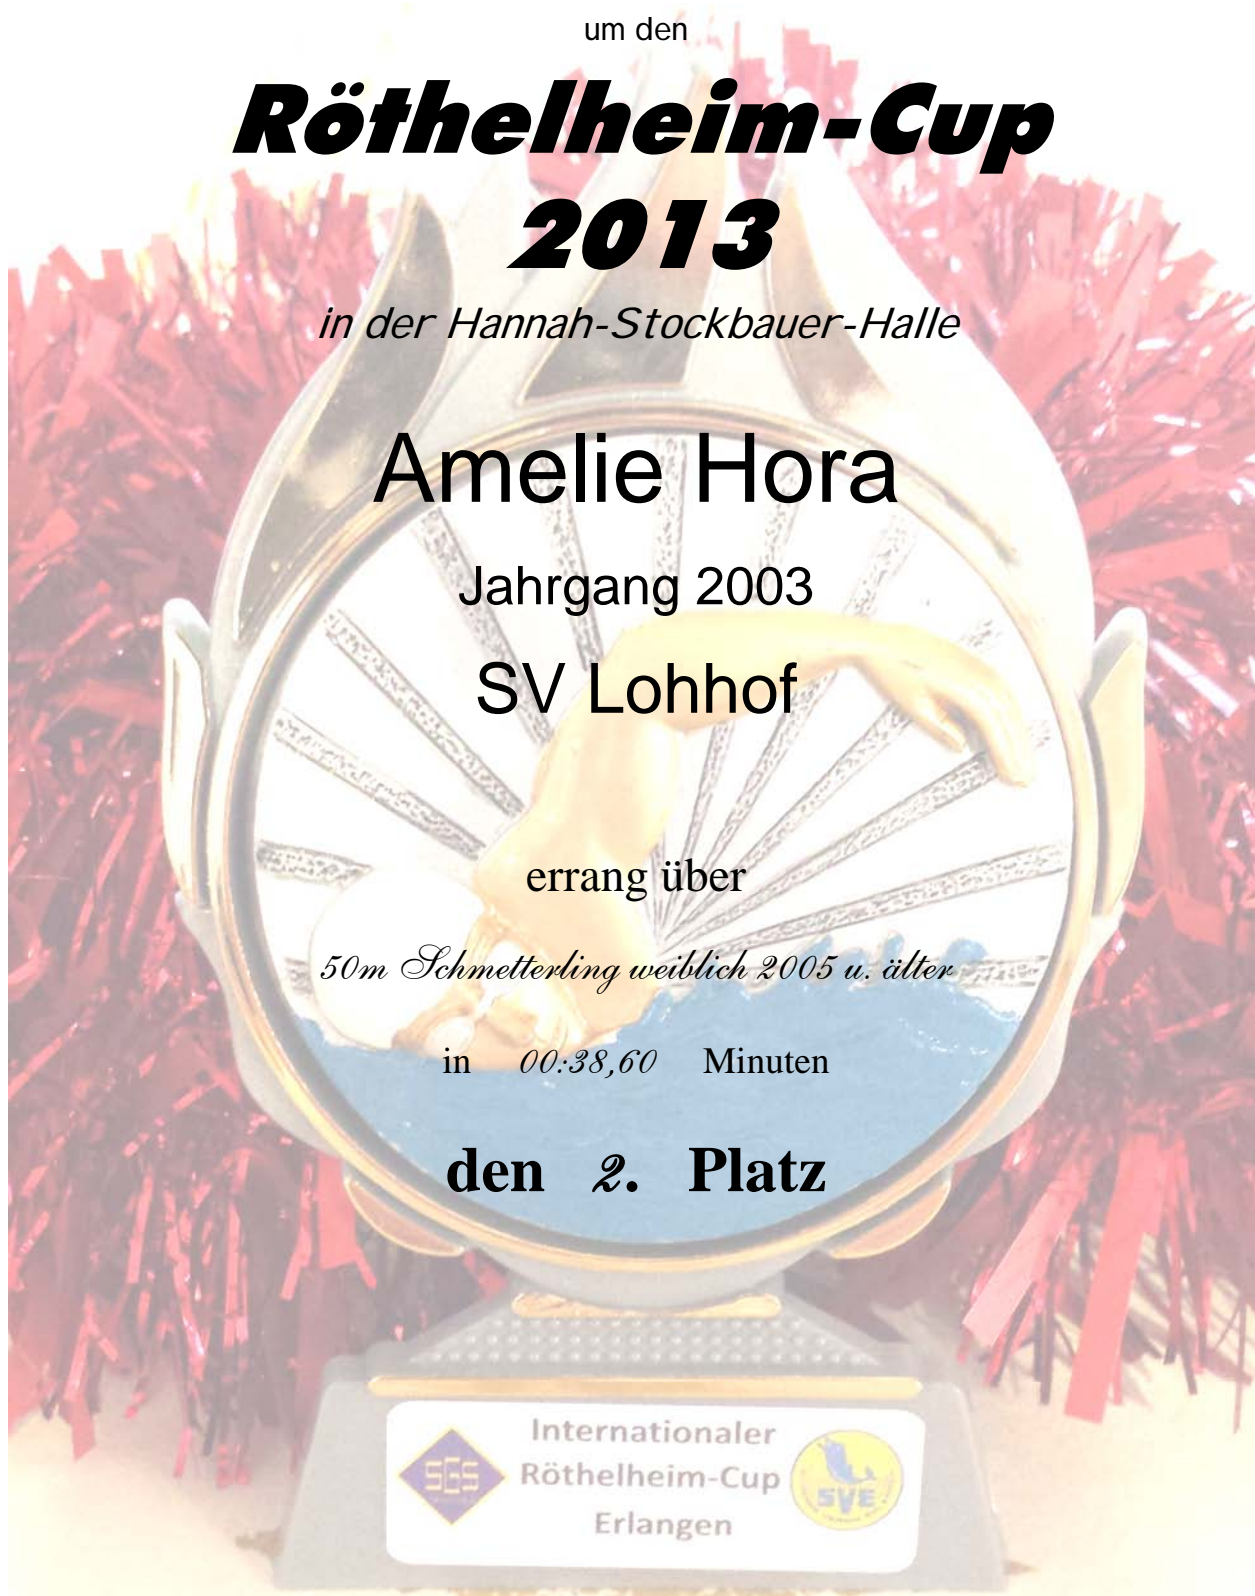 um den
Röthelheim-Cup
2013
in der Hannah-Stockbauer-Halle
Amelie Hora
Jahrgang 2003
SV Lohhof
errang über
50m Schmetterling weiblich 2005 u. älter
in 00:38,60 Minuten
den 2. Platz
Internationaler
SGS Röthelheim-Cup SVE
Erlangen